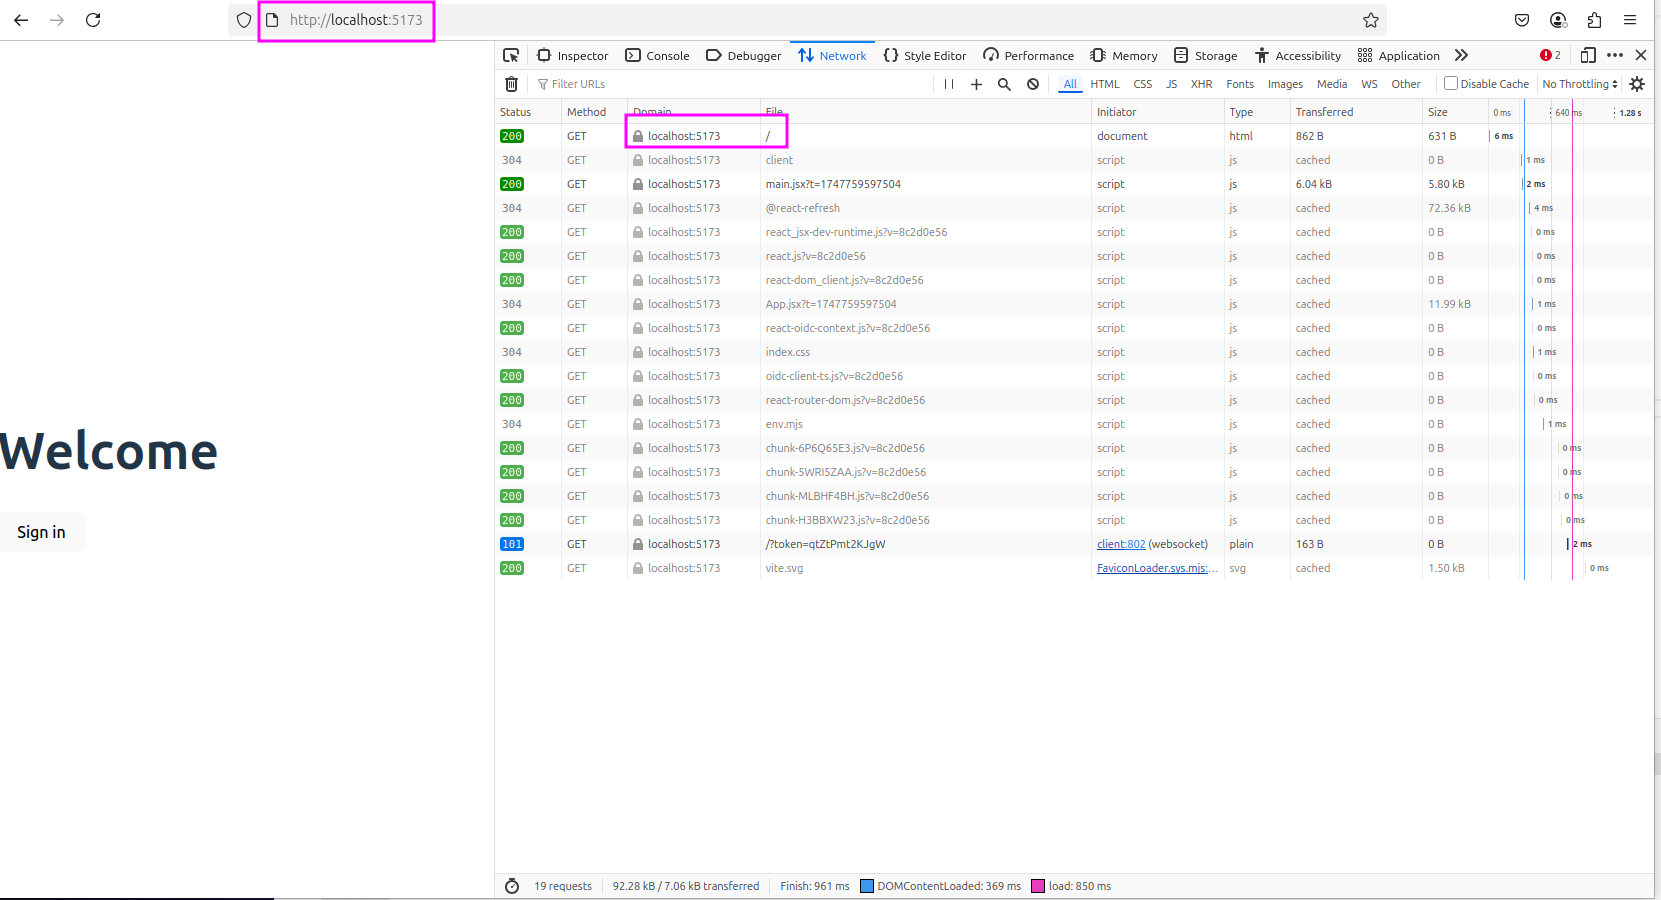 http://localhost:5173
Inspector Console Debugger Network Style Editor Performance Memory Storage Accessibility Application 2
Filter URLs All HTML CSS JS XHR Fonts Images Media WS Other Disable Cache No Throttling
Status Method Domain File Initiator Type Transferred Size 0 ms 640 ms 1.28 s
200 GET localhost:5173 / document html 862 B 631 B 6 ms
304 GET localhost:5173 client script js cached 0 B 1 ms
200 GET localhost:5173 main.jsx?t=1747759597504 script js 6.04 kB 5.80 kB 2 ms
304 GET localhost:5173 @react-refresh script js cached 72.36 kB 4 ms
200 GET localhost:5173 react_jsx-dev-runtime.js?v=8c2d0e56 script js cached 0 B 0 ms
200 GET localhost:5173 react.js?v=8c2d0e56 script js cached 0 B 0 ms
200 GET localhost:5173 react-dom_client.js?v=8c2d0e56 script js cached 0 B 0 ms
304 GET localhost:5173 App.jsx?t=1747759597504 script js cached 11.99 kB 1 ms
200 GET localhost:5173 react-oidc-context.js?v=8c2d0e56 script js cached 0 B 0 ms
304 GET localhost:5173 index.css script js cached 0 B 1 ms
200 GET localhost:5173 oidc-client-ts.js?v=8c2d0e56 script js cached 0 B 0 ms
200 GET localhost:5173 react-router-dom.js?v=8c2d0e56 script js cached 0 B 0 ms
304 GET localhost:5173 env.mjs script js cached 0 B 1 ms
200 GET localhost:5173 chunk-6P6Q65E3.js?v=8c2d0e56 script js cached 0 B 0 ms
200 GET localhost:5173 chunk-5WRI5ZAA.js?v=8c2d0e56 script js cached 0 B 0 ms
200 GET localhost:5173 chunk-MLBHF4BH.js?v=8c2d0e56 script js cached 0 B 0 ms
200 GET localhost:5173 chunk-H3BBXW23.js?v=8c2d0e56 script js cached 0 B 0 ms
101 GET localhost:5173 /?token=qtZtPmt2KJgW client:802 (websocket) plain 163 B 0 B 2 ms
200 GET localhost:5173 vite.svg FaviconLoader.sys.mjs:... svg cached 1.50 kB 0 ms
Welcome
Sign in
19 requests 92.28 kB / 7.06 kB transferred Finish: 961 ms DOMContentLoaded: 369 ms load: 850 ms